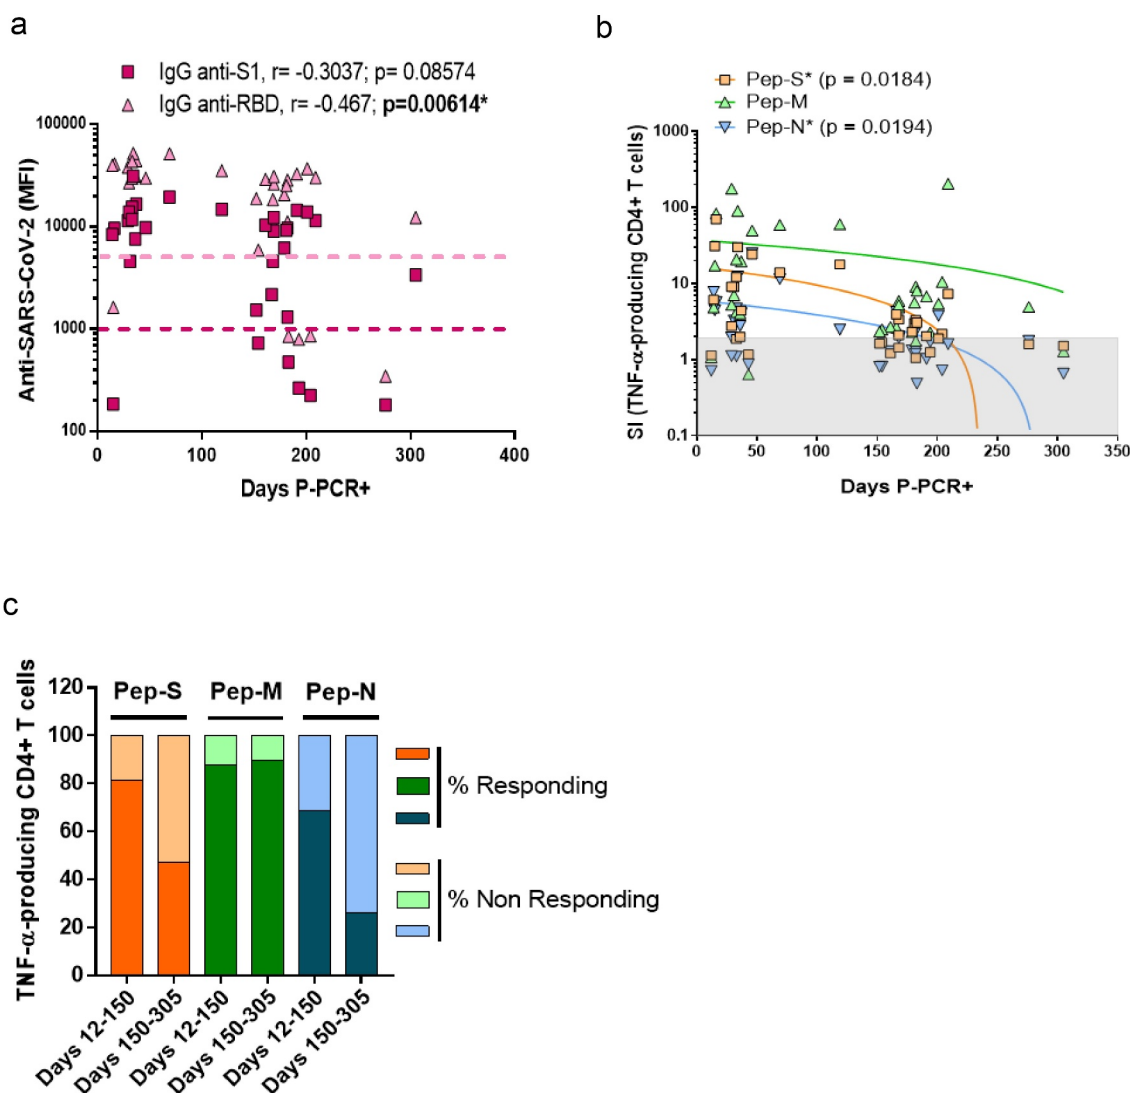 a
IgG anti-S1, r= -0.3037; p= 0.08574
IgG anti-RBD, r= -0.467; p=0.00614*
Anti-SARS-CoV-2 (MFI)
100000
10000
1000
100
0 100 200 300 400
Days P-PCR+
b
Pep-S* (p = 0.0184)
Pep-M
Pep-N* (p = 0.0194)
SI (TNF-α-producing CD4+ T cells)
1000
100
10
1
0.1
0 50 100 150 200 250 300 350
Days P-PCR+
c
TNF-α-producing CD4+ T cells
120
100
80
60
40
20
0
Pep-S Pep-M Pep-N
% Responding
% Non Responding
Days 12-150
Days 150-305
Days 12-150
Days 150-305
Days 12-150
Days 150-305